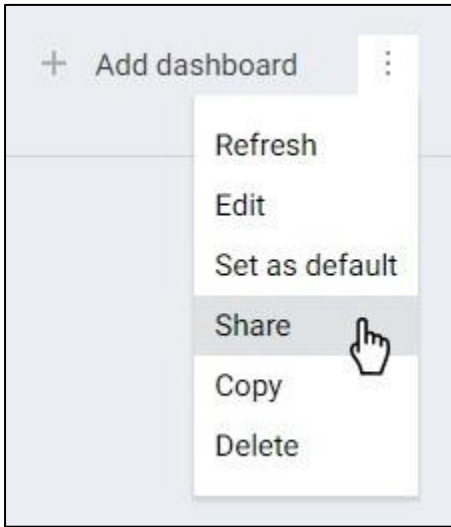 + Add dashboard
Refresh
Edit
Set as default
Share
Copy
Delete